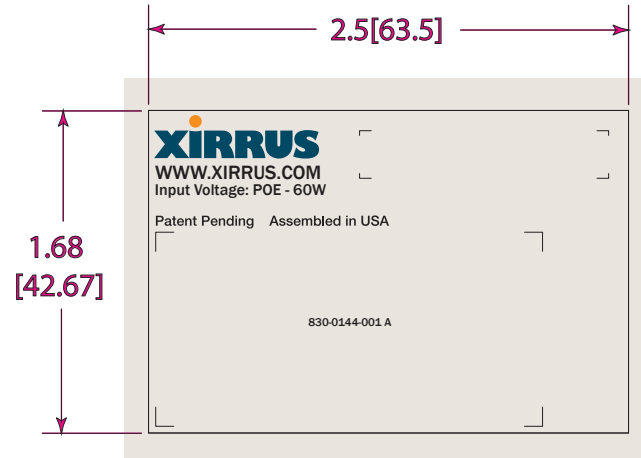 2.5[63.5]
XIRRUS
WWW.XIRRUS.COM
Input Voltage: POE - 60W
Patent Pending Assembled in USA
1.68
[42.67]
830-0144-001 A